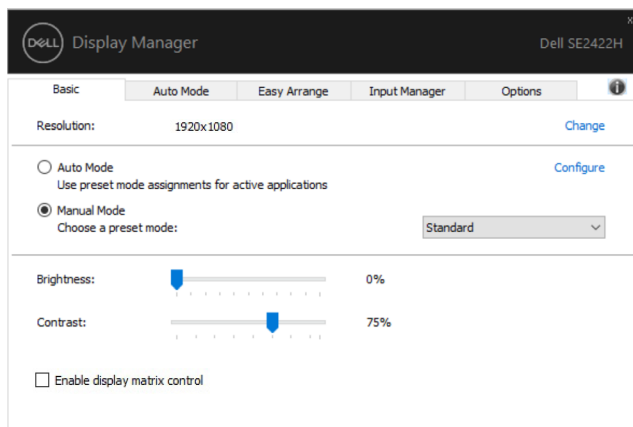 DELL Display Manager Dell SE2422H
x
Basic Auto Mode Easy Arrange Input Manager Options i
Resolution: 1920x1080 Change
Auto Mode Configure
Use preset mode assignments for active applications
Manual Mode
Choose a preset mode: Standard
Brightness: 0%
Contrast: 75%
Enable display matrix control